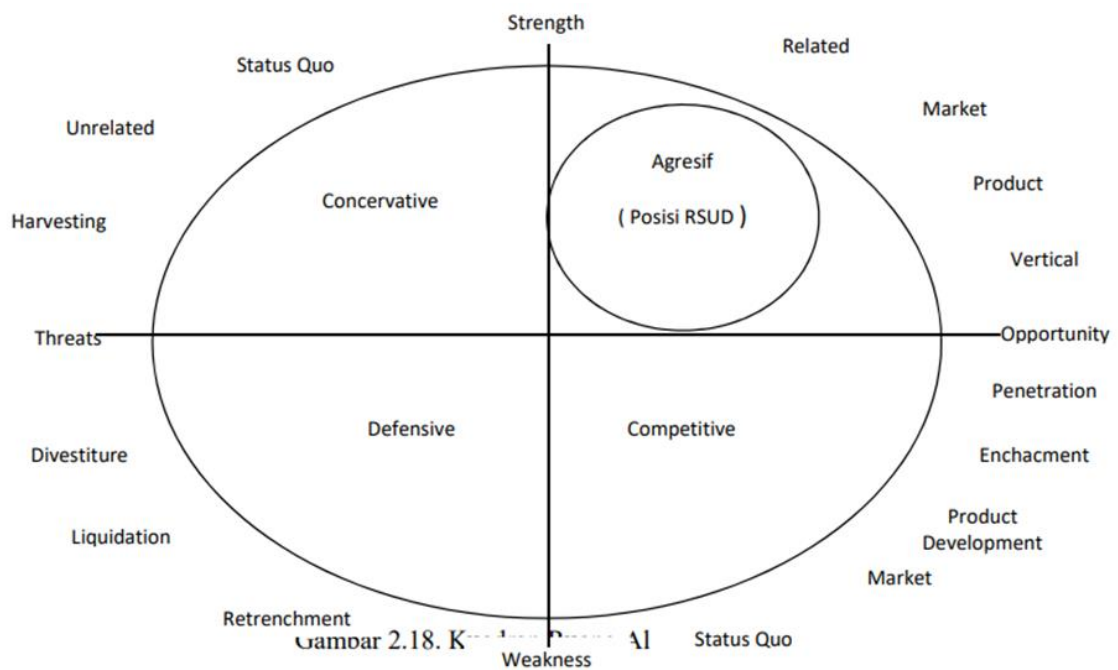 Strength
Related
Status Quo
Market
Unrelated
Agresif
Product
Concervative
( Posisi RSUD )
Harvesting
Vertical
Threats
Opportunity
Penetration
Defensive
Competitive
Divestiture
Enchacment
Product
Development
Liquidation
Market
Retrenchment
Gambar 2.18.
Status Quo
Weakness